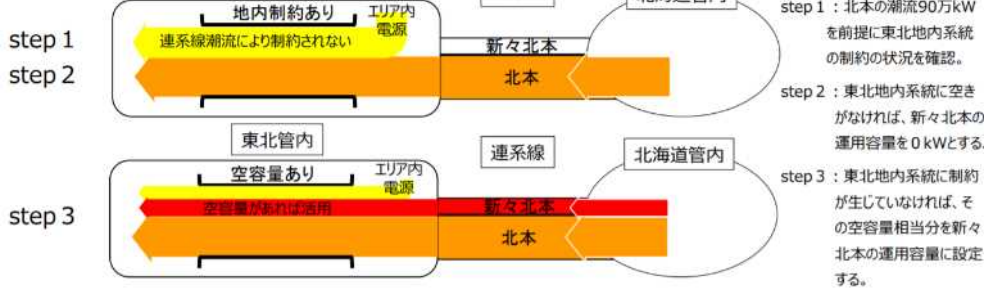 地内制約あり
エリア内
電源
step 1
連系線潮流により制約されない
新々北本
step 2
北本
東北管内
連系線
北海道管内
空容量あり
エリア内
電源
step 3
空容量があれば活用
新々北本
北本
step 1：北本の潮流90万kW
を前提に東北地内系統
の制約の状況を確認。
step 2：東北地内系統に空き
がなければ、新々北本の
運用容量を0 kWとする。
step 3：東北地内系統に制約
が生じていなければ、そ
の空容量相当分を新々
北本の運用容量に設定
する。